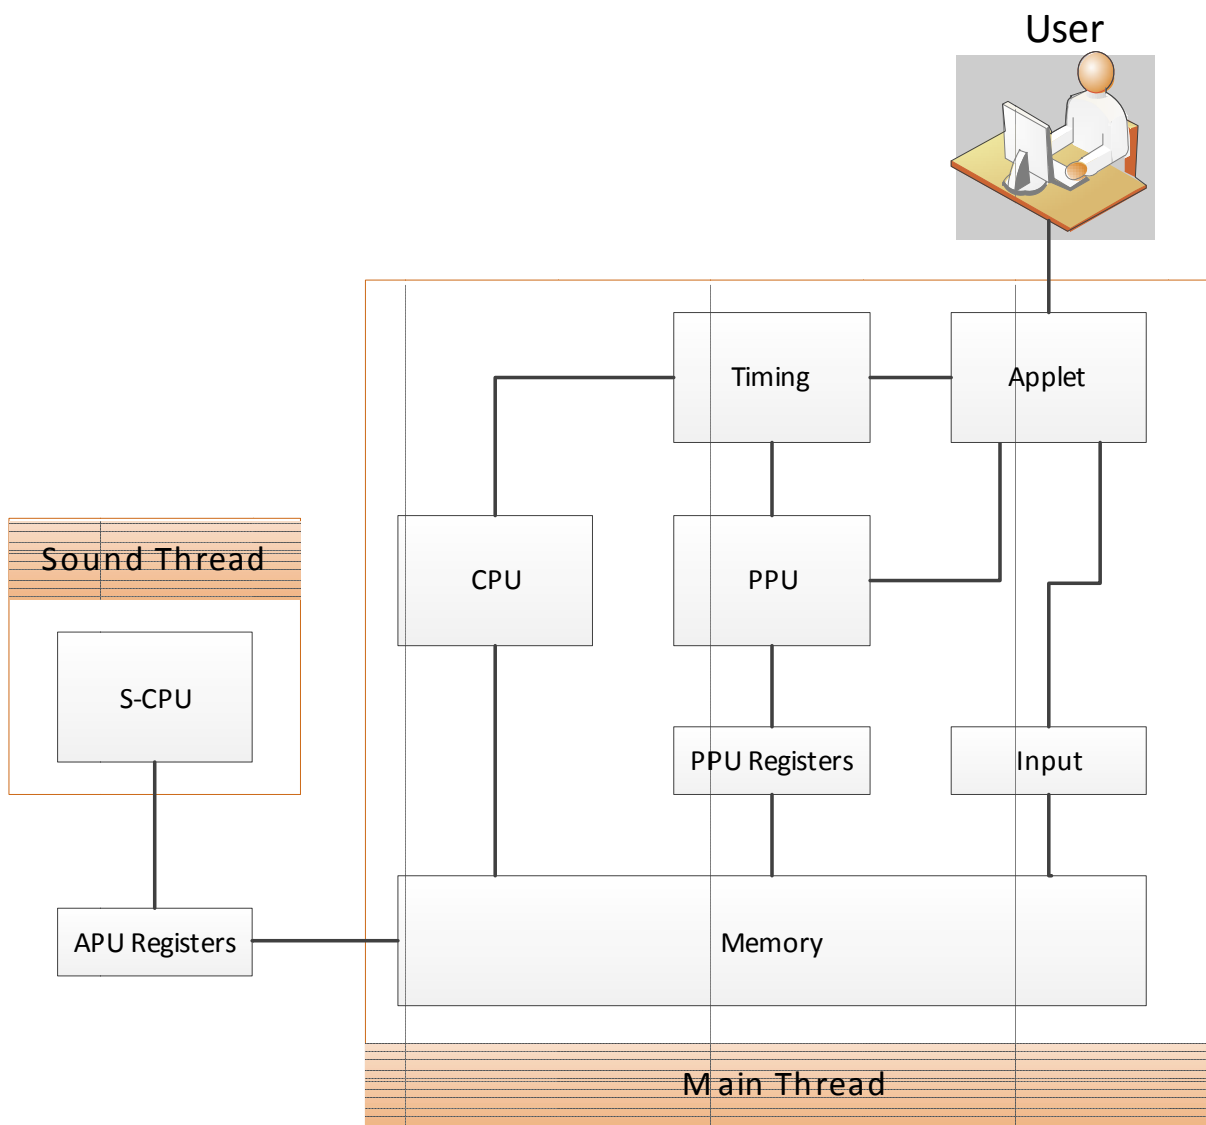 User
Timing
Applet
Sound Thread
CPU
PPU
S-CPU
PPU Registers
Input
APU Registers
Memory
Main Thread